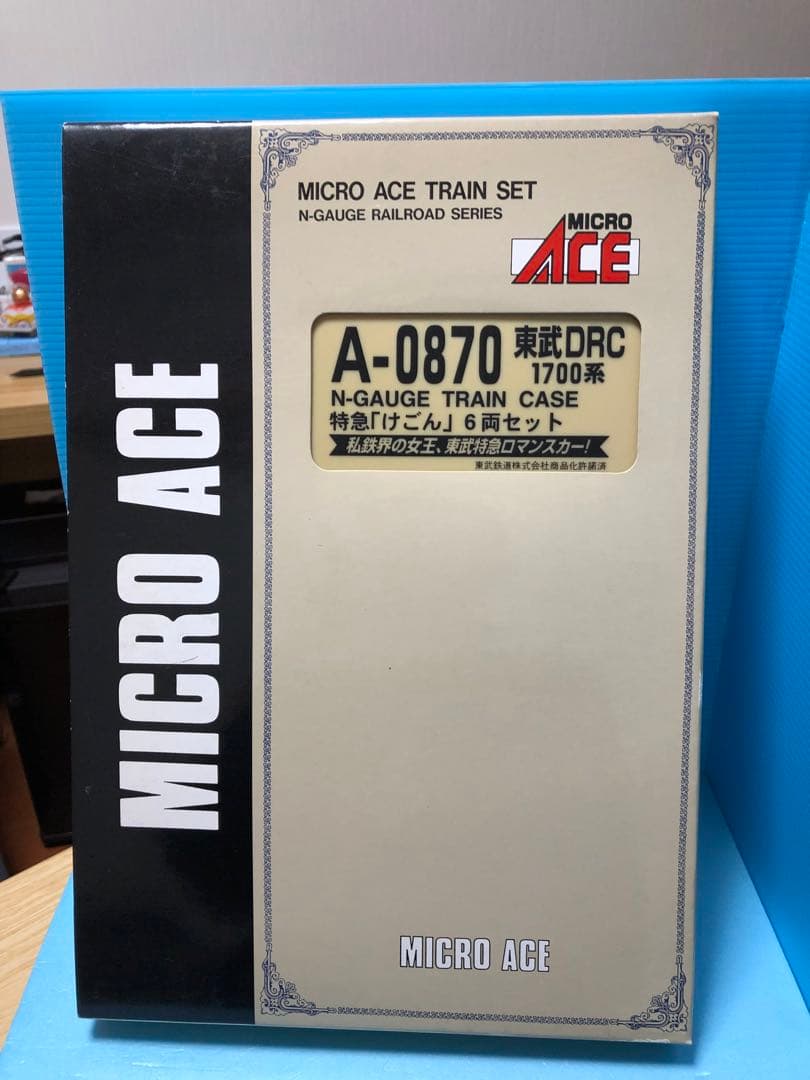 MICRO ACE
MICRO ACE TRAIN SET
N-GAUGE RAILROAD SERIES
MICRO
ACE
A-0870 東武DRC
1700系
N-GAUGE TRAIN CASE
特急「けごん」6両セット
私鉄界の女王、東武特急ロマンスカー!
東武鉄道株式会社商品化許諾済
MICRO ACE